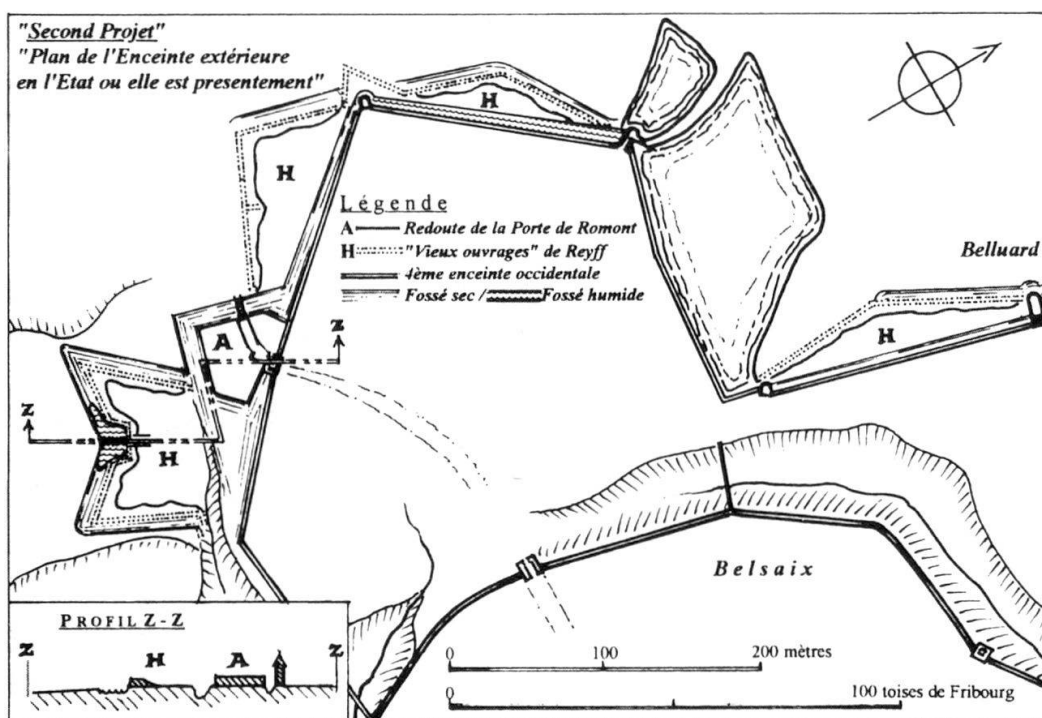 "Second Projet"
"Plan de l'Enceinte extérieure
en l'Etat ou elle est presentement"
H
H
Légende
A Redoute de la Porte de Romont
H "Vieux ouvrages" de Reyff
4ème enceinte occidentale
Fossé sec / Fossé humide
Belluard
H
A
Z
Z
H
Belsaix
PROFIL Z-Z
Z H A Z
0 100 200 mètres
0 100 toises de Fribourg